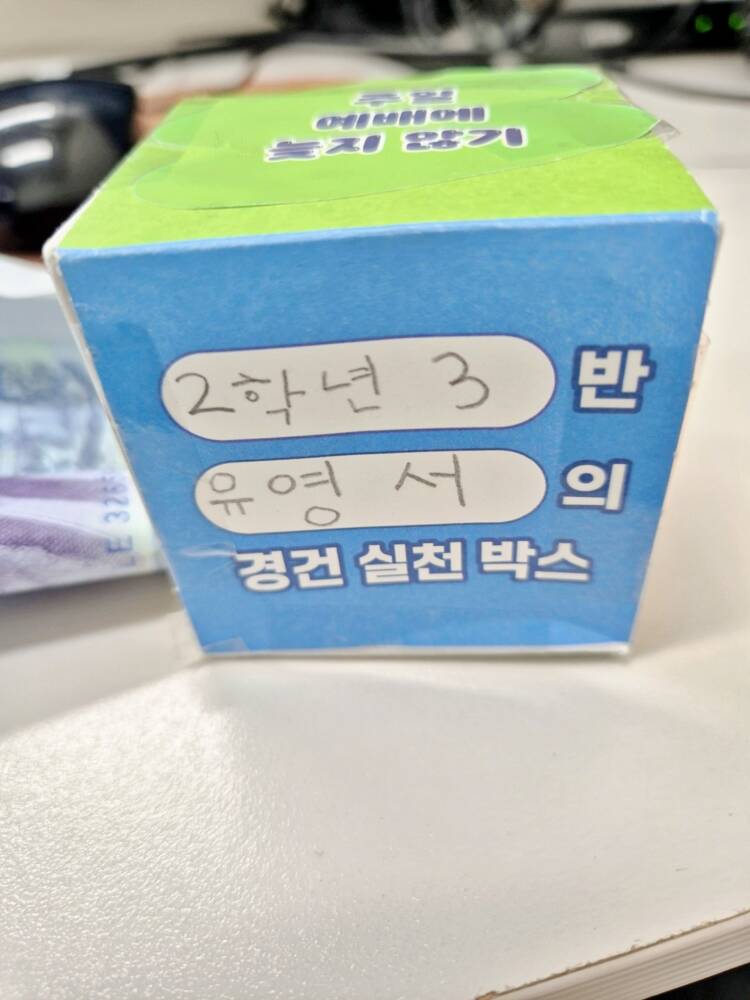 주일
예배에
늦지 않기
2학년 3 반
유영서 의
경건 실천 박스